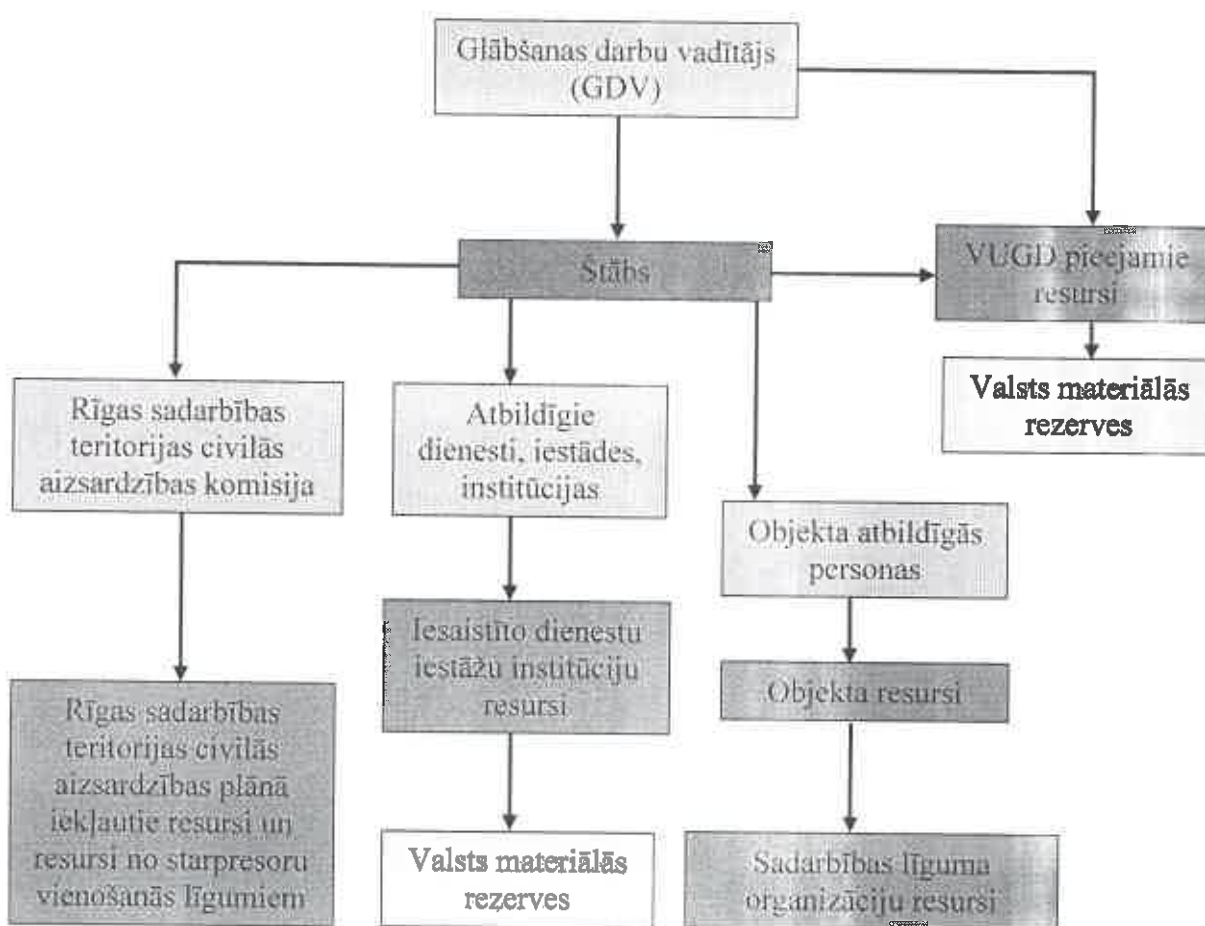 Glābšanas darbu vadītājs
(GDV)
Štābs
VUGD pieejamie
resursi
Valsts materiālās
rezerves
Rīgas sadarbības
teritorijas civilās
aizsardzības komisija
Atbildīgie
dienesti, iestādes,
institūcijas
Objekta atbildīgās
personas
Iesaistīto dienestu
iestāžu institūciju
resursi
Objekta resursi
Rīgas sadarbības
teritorijas civilās
aizsardzības plānā
iekļautie resursi un
resursi no starpresoru
vienošanās līgumiem
Valsts materiālās
rezerves
Sadarbības līguma
organizāciju resursi